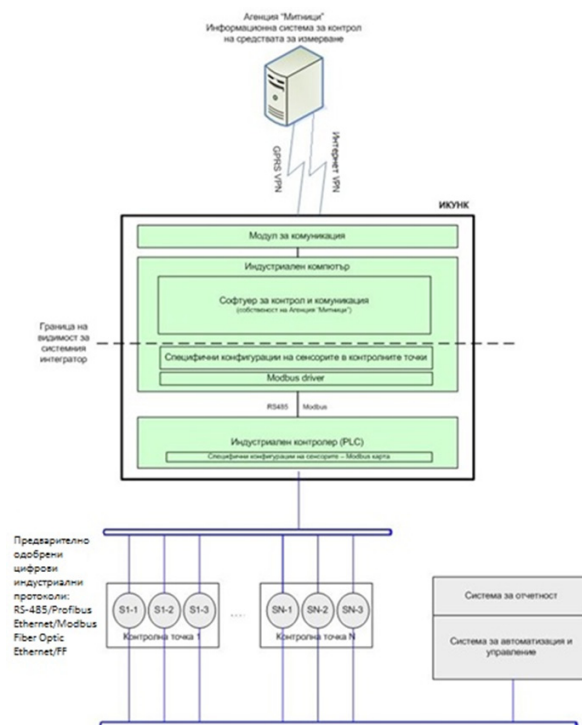 Агенция "Митници"
Информационна система за контрол
на средствата за измерване
GPRS VPN
Интернет VPN
ИКУНК
Модул за комуникация
Индустриален компютър
Софтуер за контрол и комуникация
(собственост на Агенция "Митници")
Граница на
видимост за
системния
интегратор
Специфични конфигурации на сензорите в контролните точки
Modbus driver
RS485
Modbus
Индустриален контролер (PLC)
Специфични конфигурации на сензорите – Modbus карта
Предварително
одобрени
цифрови
индустриални
протоколи:
RS-485/Profibus
Ethernet/Modbus
Fiber Optic
Ethernet/FF
S1-1
S1-2
S1-3
Контролна точка 1
....
SN-1
SN-2
SN-3
Контролна точка N
Система за отчетност
Система за автоматизация и
управление